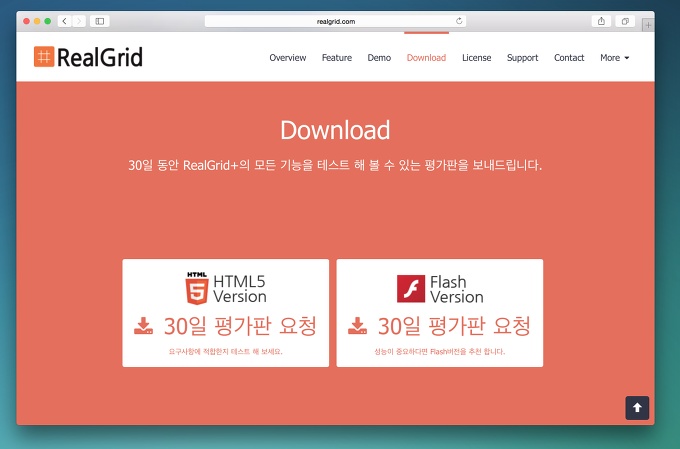 realgrid.com
RealGrid
Overview Feature Demo Download License Support Contact More
Download
30일 동안 RealGrid+의 모든 기능을 테스트 해 볼 수 있는 평가판을 보내드립니다.
HTML
5
HTML5
Version
30일 평가판 요청
요구사항에 적합한지 테스트 해 보세요.
Flash
Version
30일 평가판 요청
성능이 중요하다면 Flash버전을 추천 합니다.